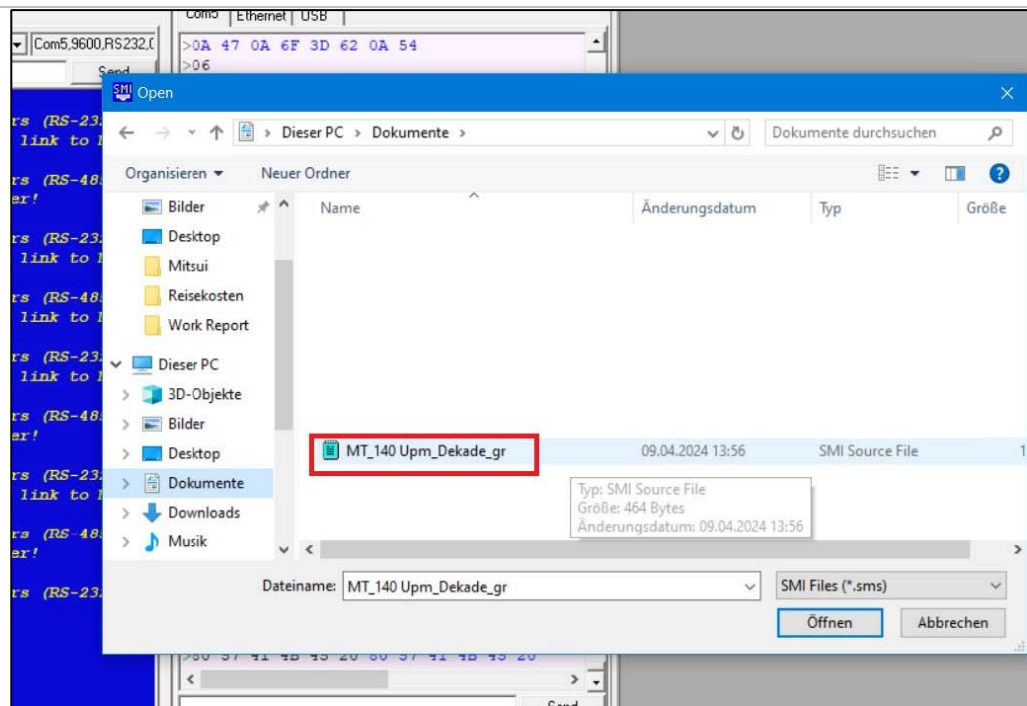 Com5 Ethernet USB
Com5,9600,RS232,(
Send
>0A 47 0A 6F 3D 62 0A 54
>06
SMI Open
rs (RS-23
link to
Dieser PC > Dokumente >
Dokumente durchsuchen
Organisieren
Neuer Ordner
rs (RS-48
er!
Bilder
Name
Änderungsdatum
Typ
Größe
rs (RS-23
link to
Desktop
Mitsui
rs (RS-48
link to
Reisekosten
Work Report
rs (RS-23
link to
Dieser PC
3D-Objekte
rs (RS-48
er!
Bilder
Desktop
MT_140 Upm_Dekade_gr
09.04.2024 13:56
SMI Source File
1
rs (RS-23
link to
Dokumente
Typ: SMI Source File
Größe: 464 Bytes
Änderungsdatum: 09.04.2024 13:56
Downloads
rs (RS-48
er!
Musik
rs (RS-23
Dateiname: MT_140 Upm_Dekade_gr
SMI Files (*.sms)
Öffnen
Abbrechen
Send